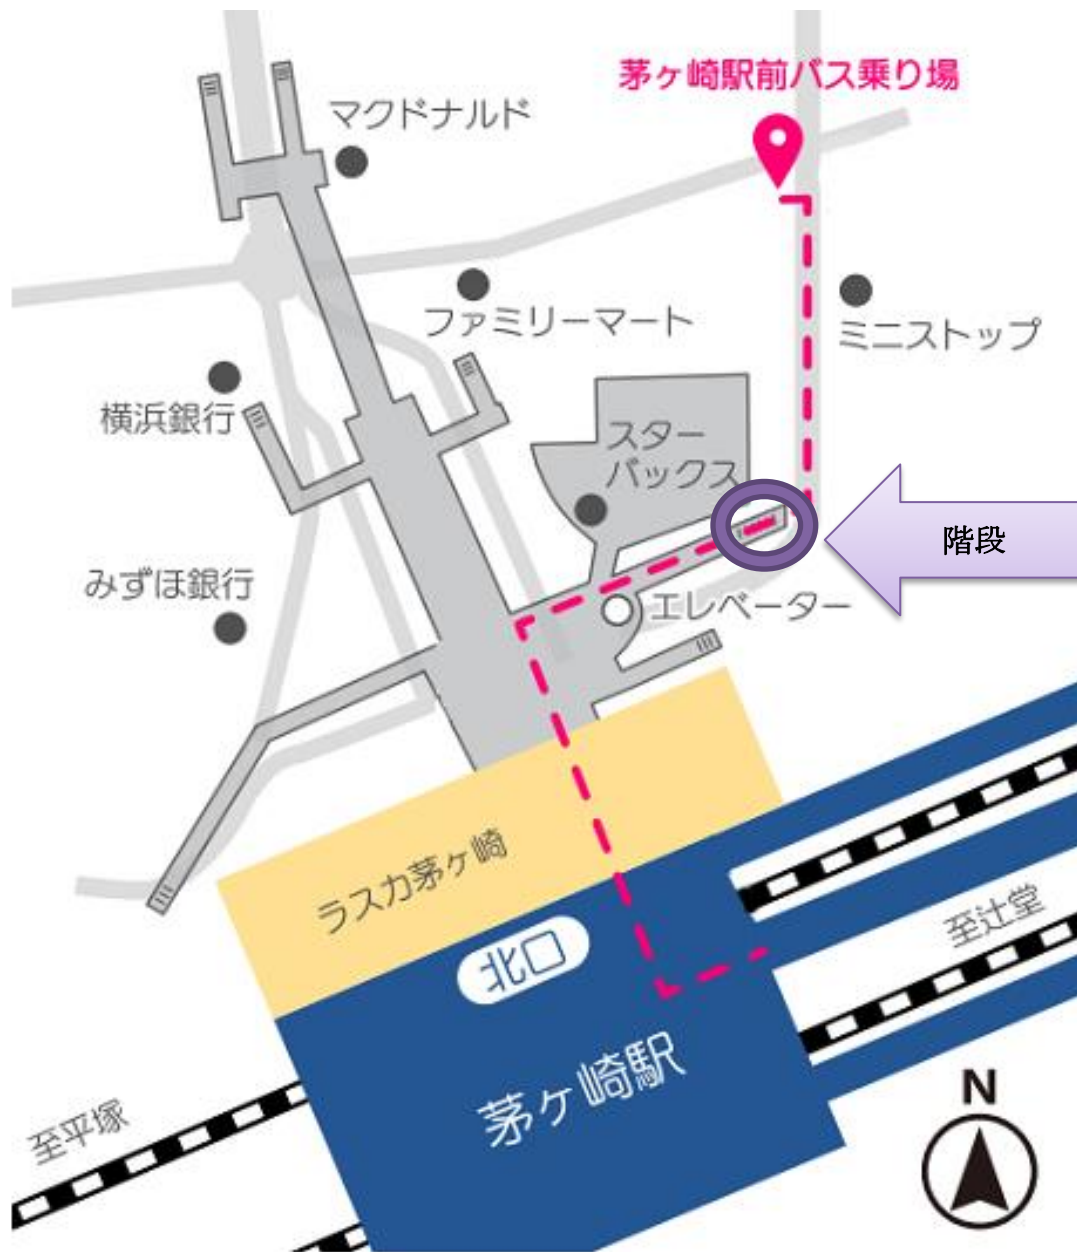 茅ヶ崎駅前バス乗り場
マクドナルド
ファミリーマート
ミニストップ
横浜銀行
スター
バックス
階段
みずほ銀行
エレベーター
ラスカ茅ヶ崎
北口
至辻堂
茅ヶ崎駅
至平塚
N